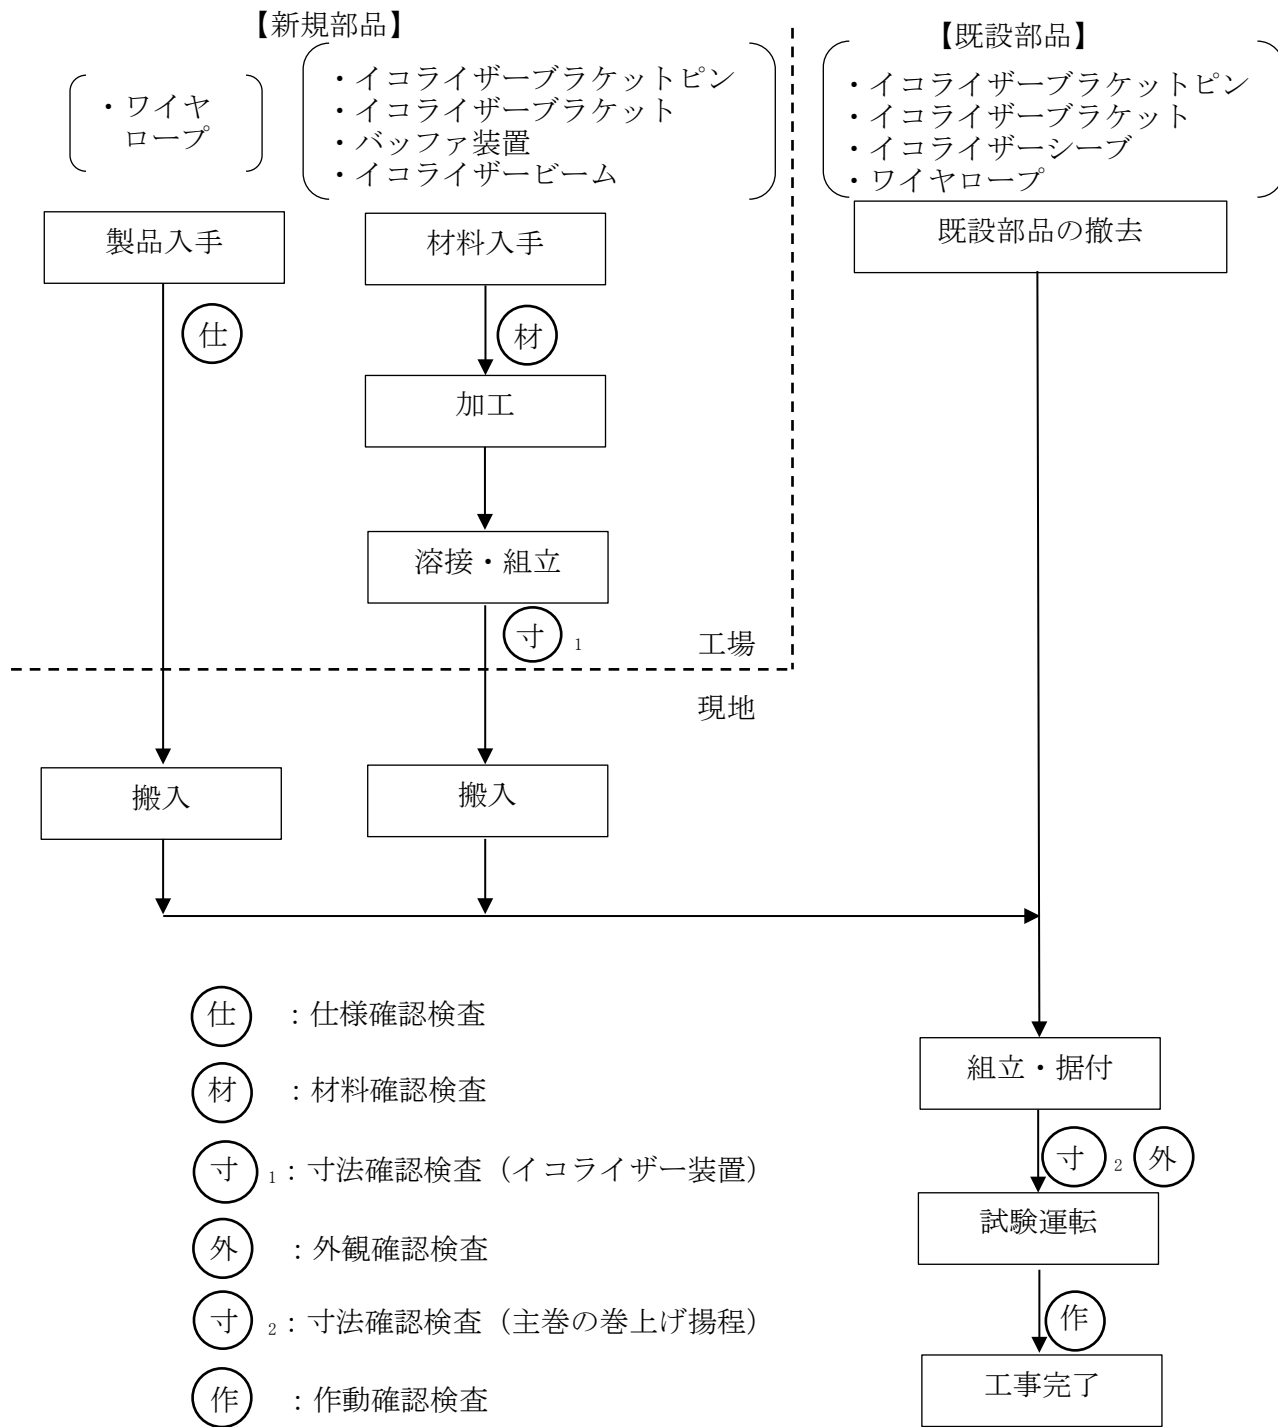 【新規部品】
・ワイヤ
ロープ
・イコライザーブラケットピン
・イコライザーブラケット
・バッファ装置
・イコライザービーム
【既設部品】
・イコライザーブラケットピン
・イコライザーブラケット
・イコライザーシーブ
・ワイヤロープ
製品入手
材料入手
既設部品の撤去
仕
材
加工
溶接・組立
寸1
工場
現地
搬入
搬入
組立・据付
寸2 外
試験運転
作
工事完了
仕 :仕様確認検査
材 :材料確認検査
寸1:寸法確認検査（イコライザー装置）
外 :外観確認検査
寸2:寸法確認検査（主巻の巻上げ揚程）
作 :作動確認検査